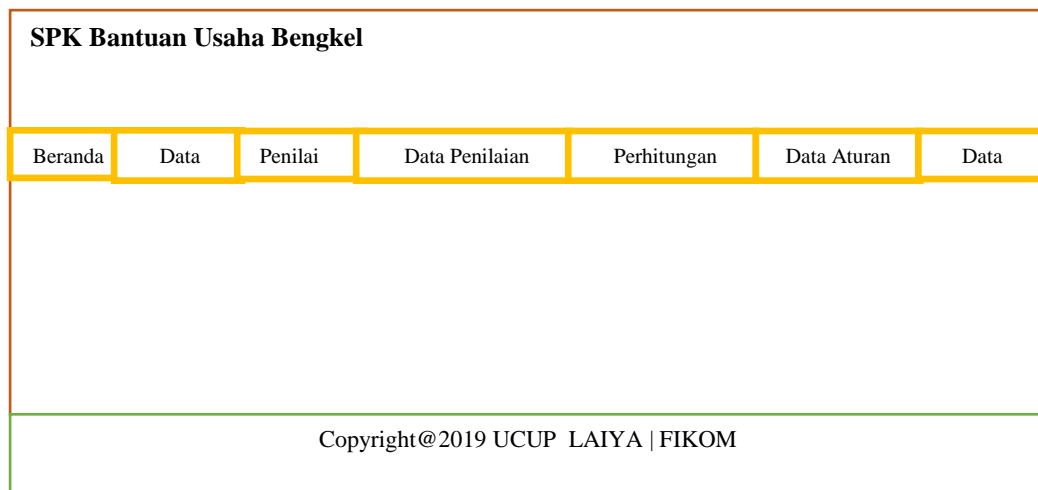 SPK Bantuan Usaha Bengkel
Beranda Data Penilai Data Penilaian Perhitungan Data Aturan Data
Copyright@2019 UCUP LAIYA | FIKOM